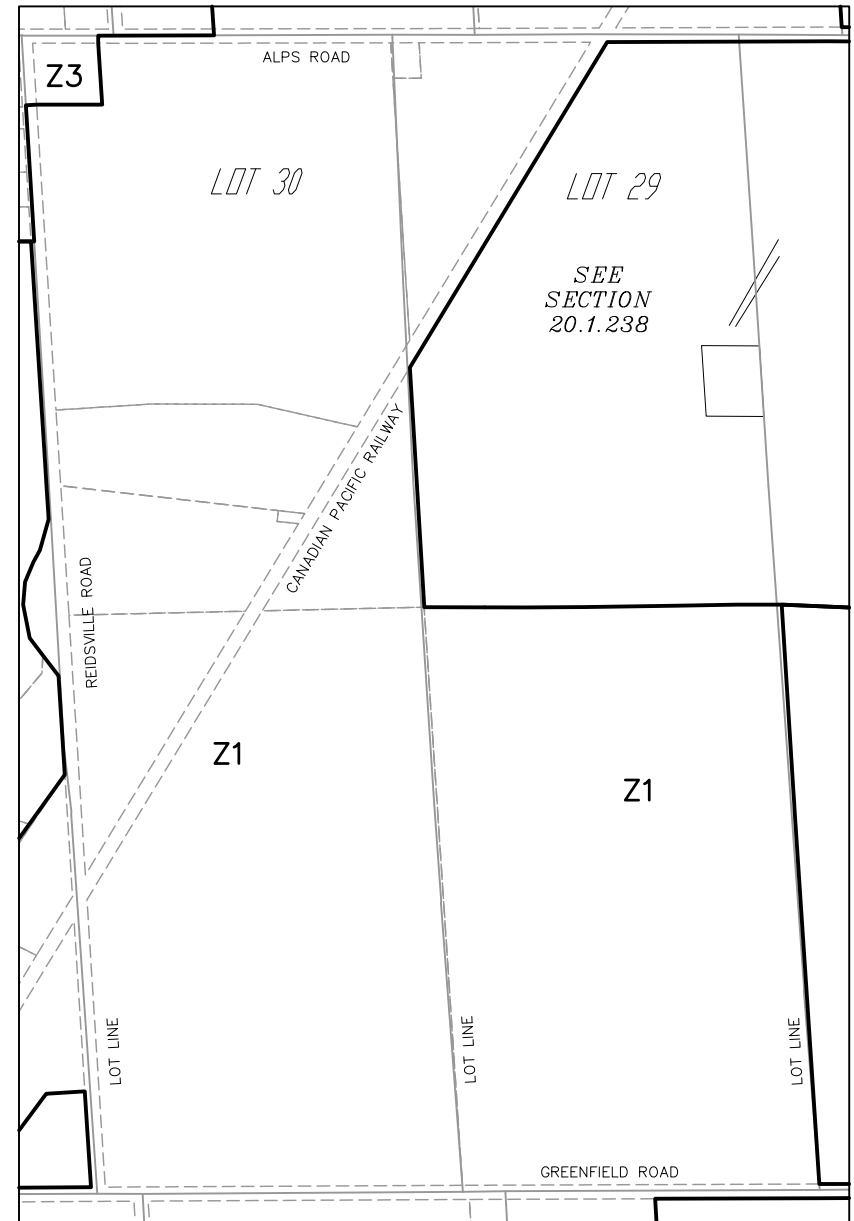 ALPS ROAD
Z3
LOT 30
LOT 29
SEE
SECTION
20.1.238
CANADIAN PACIFIC RAILWAY
REIDSVILLE ROAD
Z1
Z1
LOT LINE
LOT LINE
LOT LINE
GREENFIELD ROAD